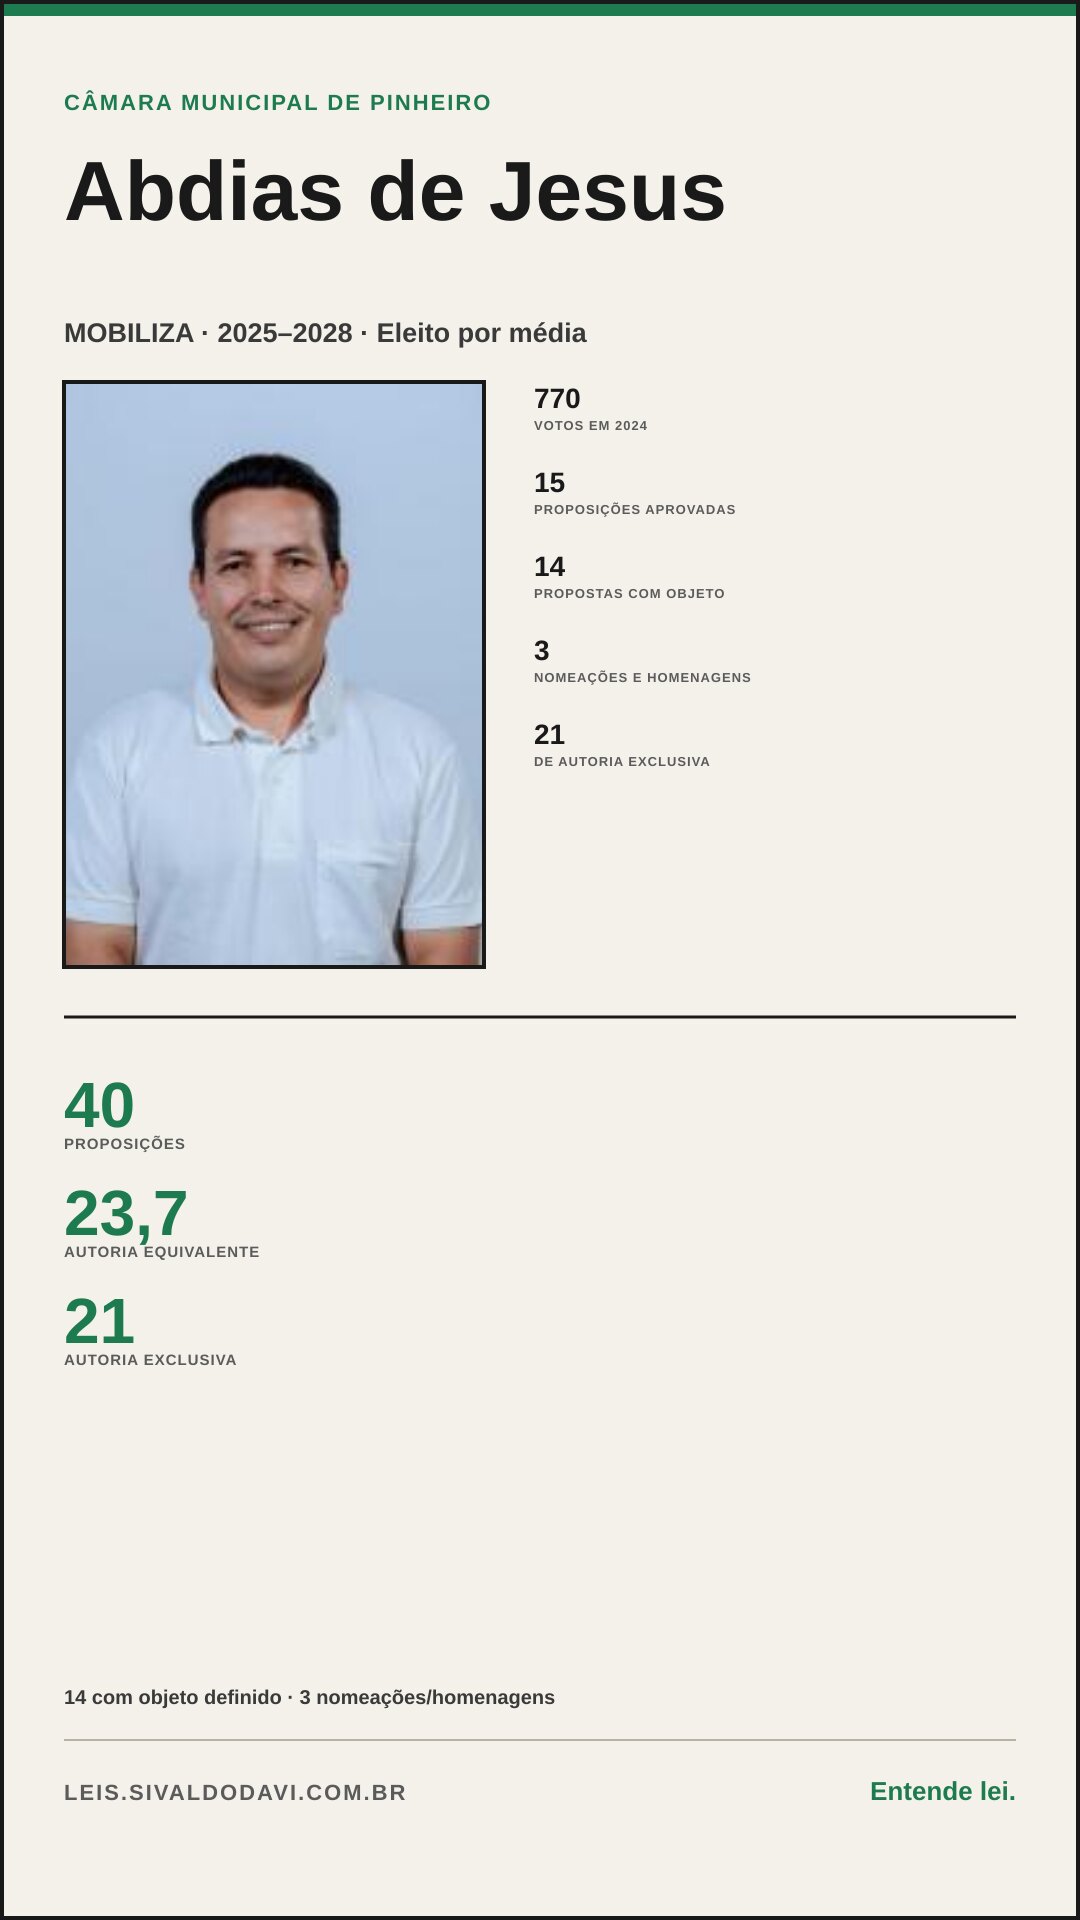 CÂMARA MUNICIPAL DE PINHEIRO
Abdias de Jesus
MOBILIZA · 2025–2028 · Eleito por média
770
VOTOS EM 2024
15
PROPOSIÇÕES APROVADAS
14
PROPOSTAS COM OBJETO
3
NOMEAÇÕES E HOMENAGENS
21
DE AUTORIA EXCLUSIVA
40
PROPOSIÇÕES
23,7
AUTORIA EQUIVALENTE
21
AUTORIA EXCLUSIVA
14 com objeto definido · 3 nomeações/homenagens
LEIS.SIVALDODAVI.COM.BR
Entende lei.